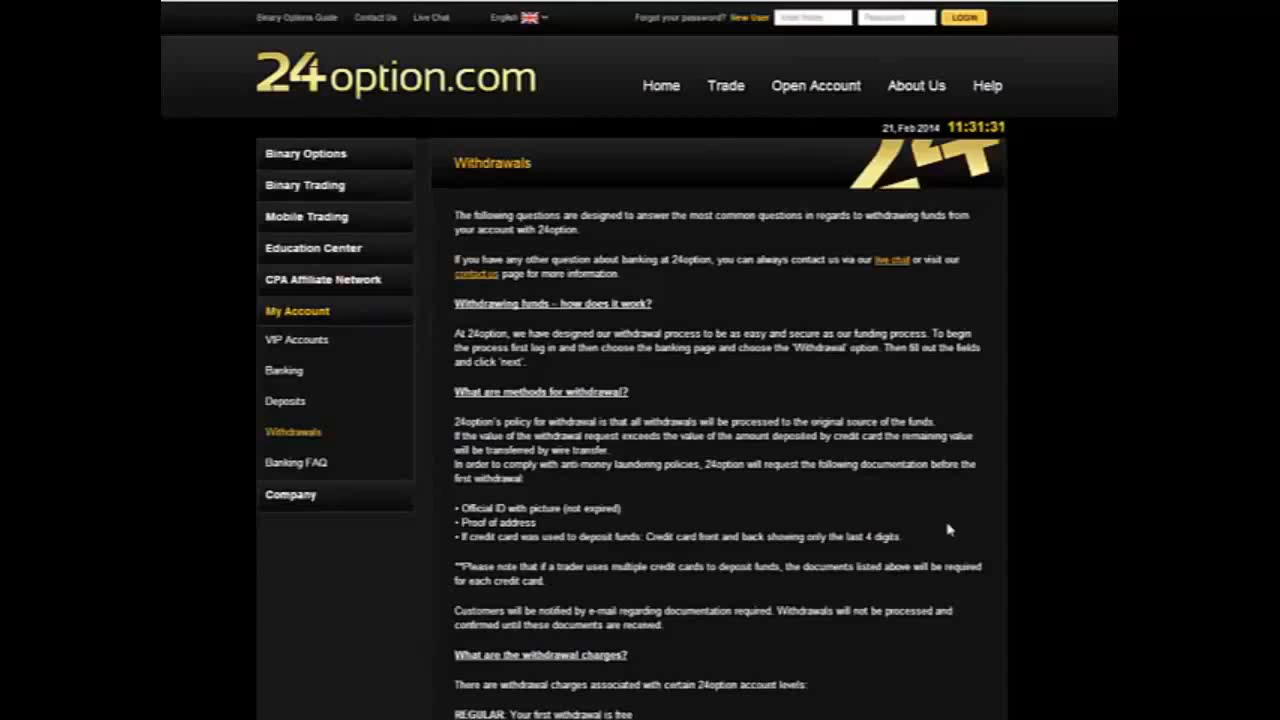 Binary Options Guide Contact Us Live Chat English Forgot your password? New User Password LOGIN
24option.com
Home Trade Open Account About Us Help
21, Feb 2014 11:31:31
Binary Options
Binary Trading
Mobile Trading
Education Center
CPA Affiliate Network
My Account
VIP Accounts
Banking
Deposits
Withdrawals
Banking FAQ
Company
Withdrawals
24
The following questions are designed to answer the most common questions in regards to withdrawing funds from
your account with 24option.
If you have any other question about banking at 24option, you can always contact us via our live chat or visit our
contact us page for more information.
Withdrawing funds - how does it work?
At 24option, we have designed our withdrawal process to be as easy and secure as our funding process. To begin
the process first log in and then choose the banking page and choose the 'Withdrawal' option. Then fill out the fields
and click 'next'.
What are methods for withdrawal?
24option's policy for withdrawal is that all withdrawals will be processed to the original source of the funds.
If the value of the withdrawal request exceeds the value of the amount deposited by credit card the remaining value
will be transferred by wire transfer.
In order to comply with anti-money laundering policies, 24option will request the following documentation before the
first withdrawal:
• Official ID with picture (not expired)
• Proof of address
• If credit card was used to deposit funds: Credit card front and back showing only the last 4 digits.
**Please note that if a trader uses multiple credit cards to deposit funds, the documents listed above will be required
for each credit card.
Customers will be notified by e-mail regarding documentation required. Withdrawals will not be processed and
confirmed until these documents are received.
What are the withdrawal charges?
There are withdrawal charges associated with certain 24option account levels:
REGULAR: Your first withdrawal is free